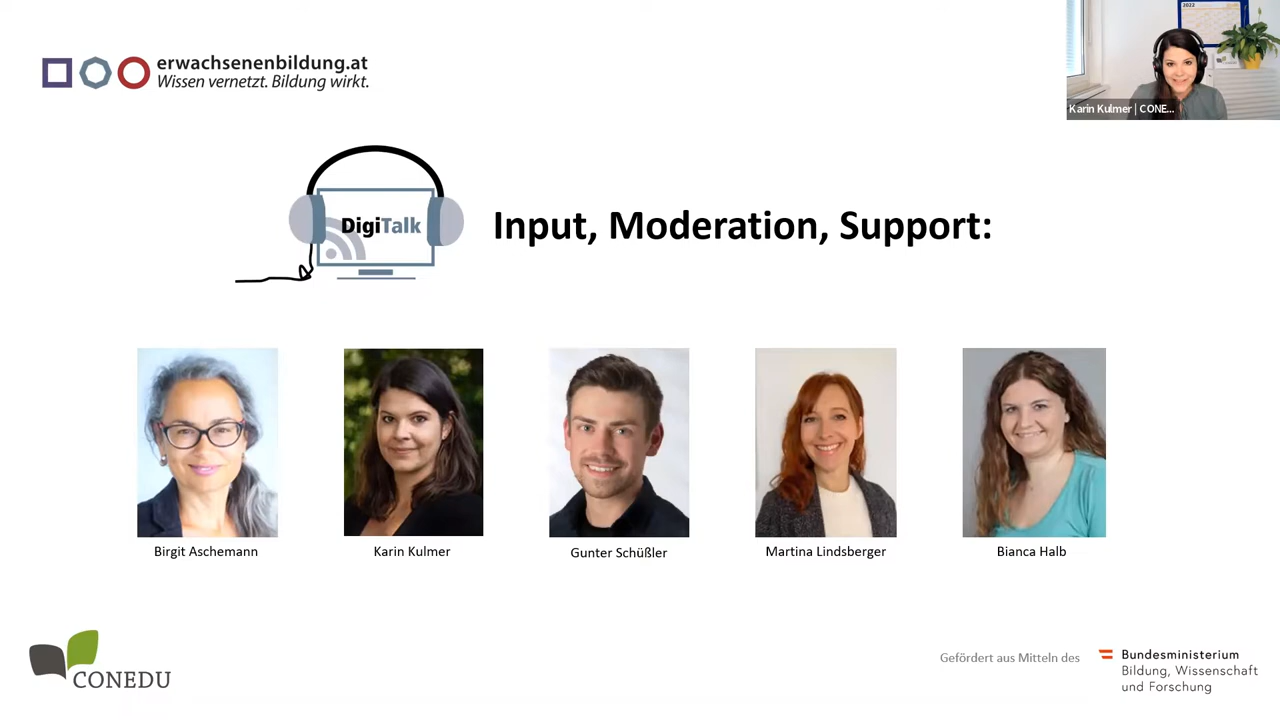 2022
Karin Kulmer | CONE...
erwachsenenbildung.at
Wissen vernetzt. Bildung wirkt.
DigiTalk
Input, Moderation, Support:
Birgit Aschemann
Karin Kulmer
Gunter Schüßler
Martina Lindsberger
Bianca Halb
CONEDU
Gefördert aus Mitteln des
Bundesministerium
Bildung, Wissenschaft
und Forschung